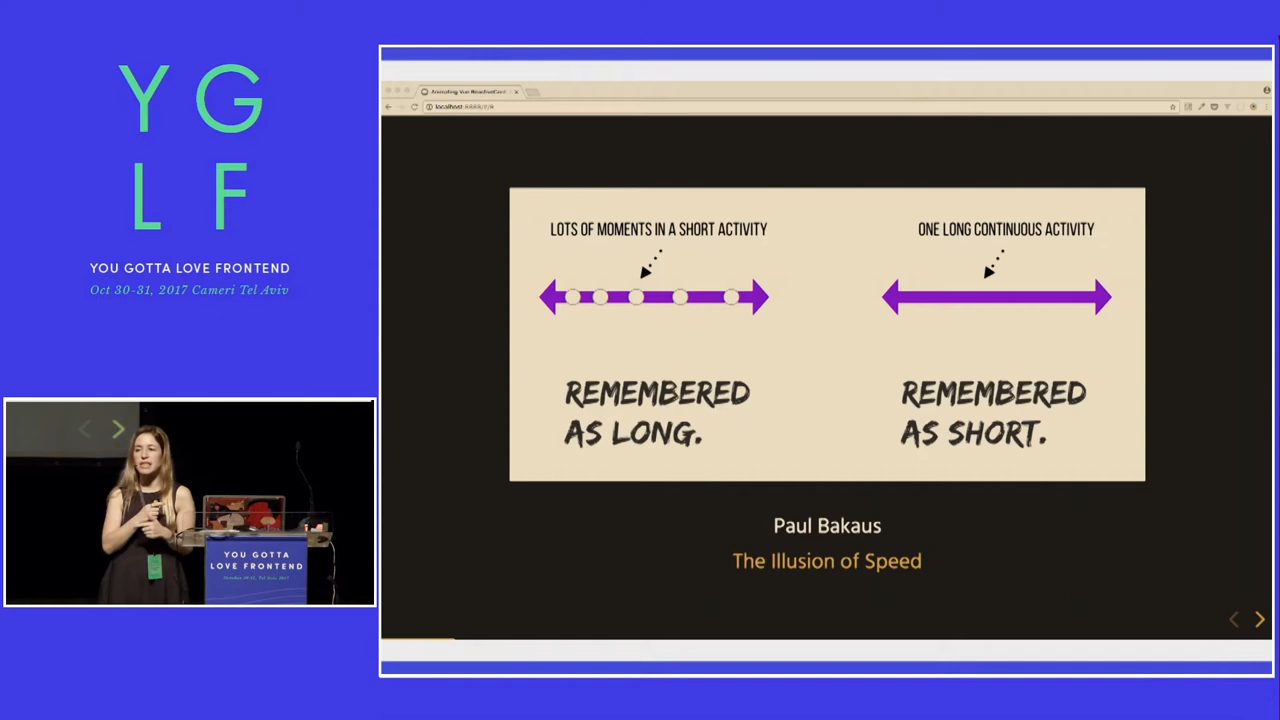 Y G
L F
YOU GOTTA LOVE FRONTEND
Oct 30-31, 2017 Cameri Tel Aviv
YOU GOTTA
LOVE FRONTEND
LOTS OF MOMENTS IN A SHORT ACTIVITY
ONE LONG CONTINUOUS ACTIVITY
REMEMBERED
AS LONG.
REMEMBERED
AS SHORT.
Paul Bakaus
The Illusion of Speed